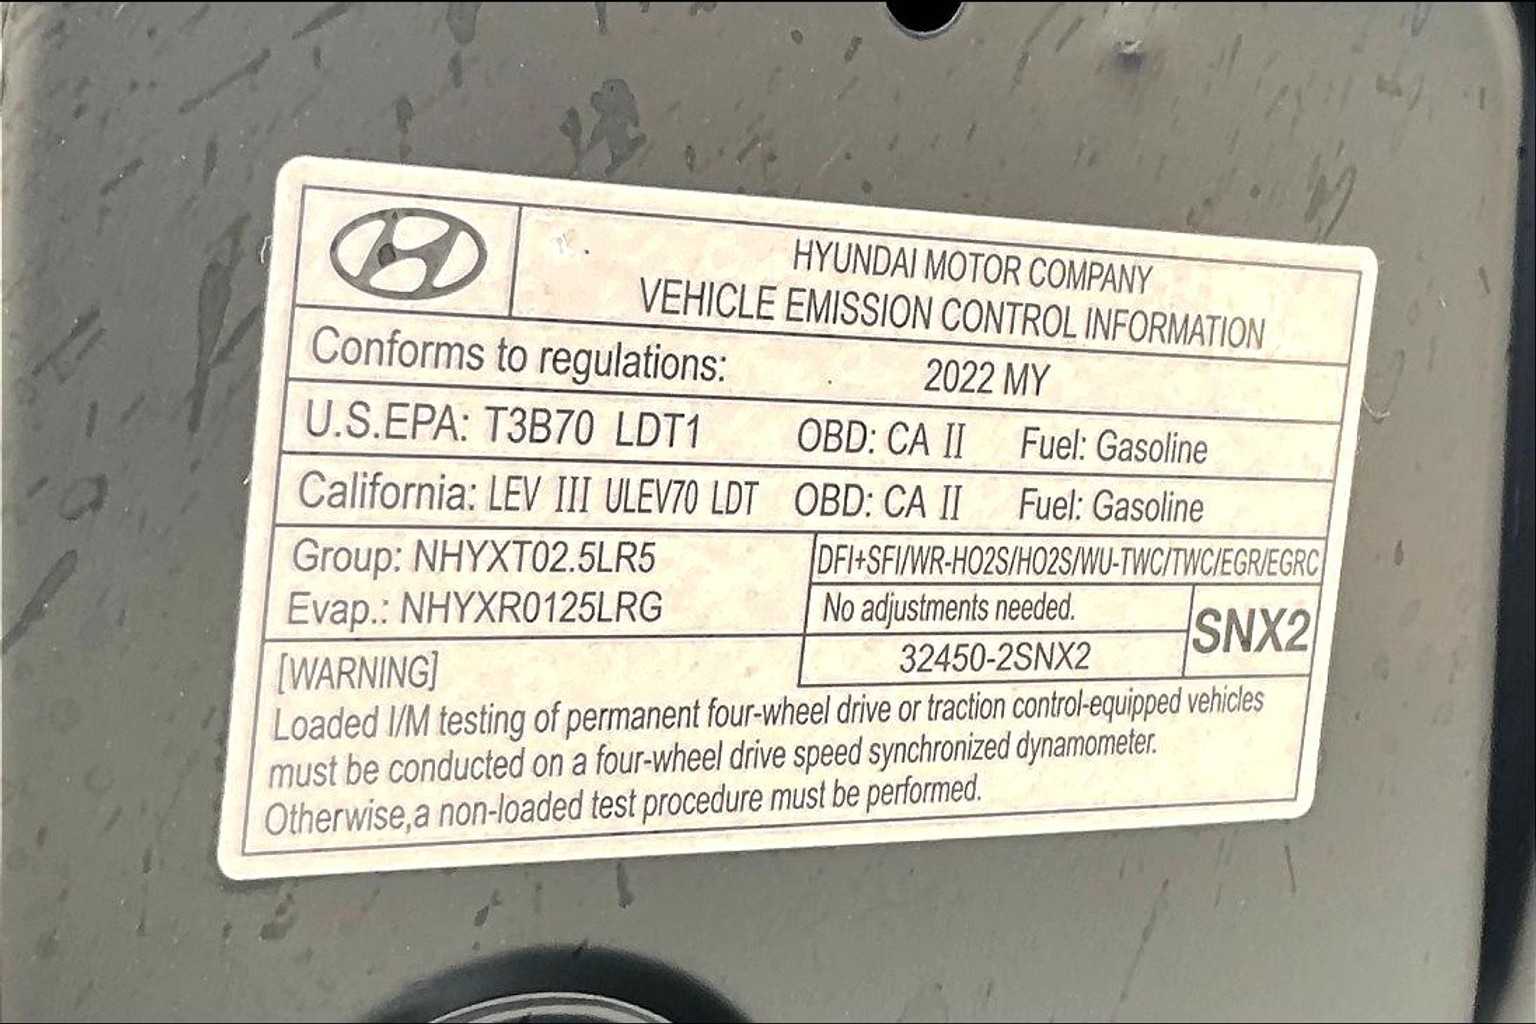 HYUNDAI MOTOR COMPANY
VEHICLE EMISSION CONTROL INFORMATION
Conforms to regulations: 2022 MY
U.S.EPA: T3B70 LDT1 OBD: CA II Fuel: Gasoline
California: LEV III ULEV70 LDT OBD: CA II Fuel: Gasoline
Group: NHYXT02.5LR5
Evap.: NHYXR0125LRG
DFI+SFI/WR-HO2S/HO2S/WU-TWC/TWC/EGR/EGRC
No adjustments needed.
32450-2SNX2
SNX2
[WARNING]
Loaded I/M testing of permanent four-wheel drive or traction control-equipped vehicles
must be conducted on a four-wheel drive speed synchronized dynamometer.
Otherwise,a non-loaded test procedure must be performed.